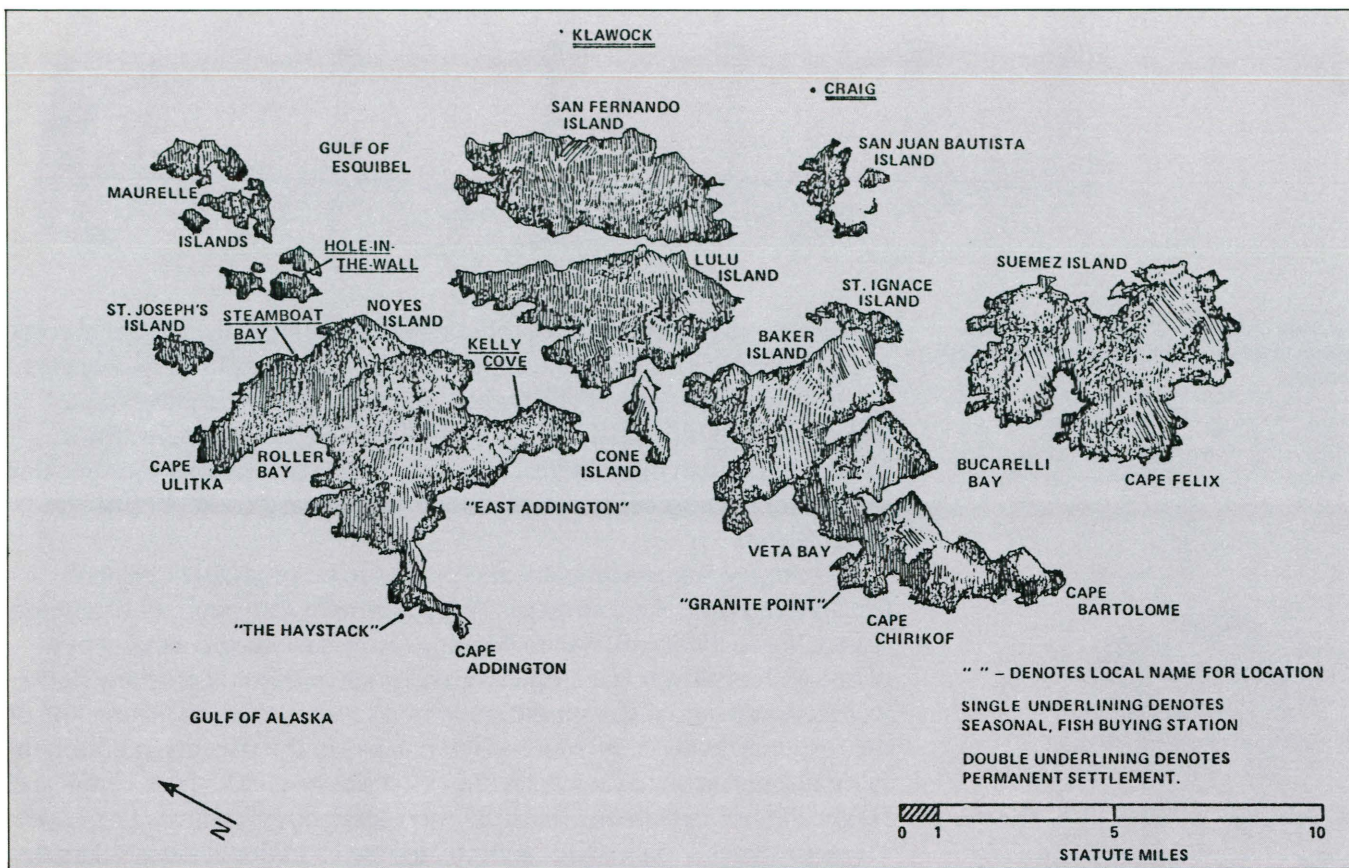 KLAWOCK
CRAIG
SAN FERNANDO
ISLAND
GULF OF
ESQUIBEL
SAN JUAN BAUTISTA
ISLAND
MAURELLE
ISLANDS
HOLE-IN-
THE-WALL
LULU
ISLAND
SUEMEZ ISLAND
ST. IGNACE
ISLAND
ST. JOSEPH'S
ISLAND
STEAMBOAT
BAY
NOYES
ISLAND
BAKER
ISLAND
KELLY
COVE
CAPE
ULITKA
ROLLER
BAY
CONE
ISLAND
BUCARELLI
BAY
CAPE FELIX
"EAST ADDINGTON"
VETA BAY
"GRANITE POINT"
CAPE
CHIRIKOF
CAPE
BARTOLOME
"THE HAYSTACK"
CAPE
ADDINGTON
GULF OF ALASKA
" " – DENOTES LOCAL NAME FOR LOCATION
SINGLE UNDERLINING DENOTES
SEASONAL, FISH BUYING STATION
DOUBLE UNDERLINING DENOTES
PERMANENT SETTLEMENT.
N
0 1 5 10
STATUTE MILES